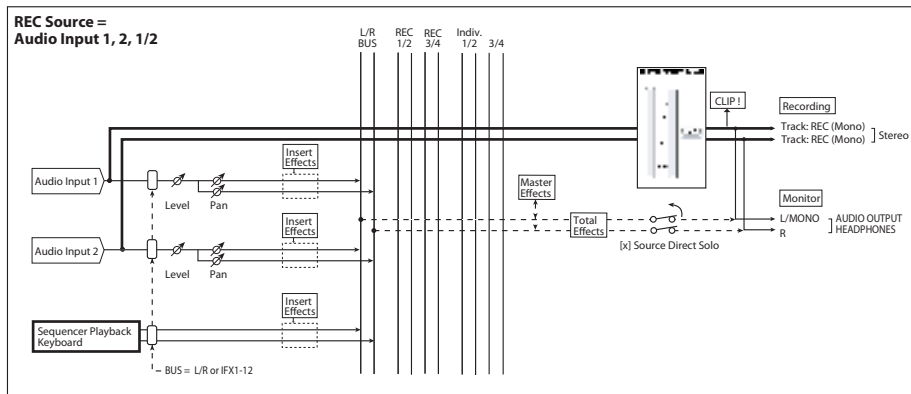 REC Source =
Audio Input 1, 2, 1/2
L/R
BUS
REC
1/2
REC
3/4
Indiv.
1/2
3/4
CLIP !
Recording
Track: REC (Mono)
Track: REC (Mono)
Stereo
Insert
Effects
Audio Input 1
Level
Pan
Master
Effects
Monitor
Insert
Effects
Total
Effects
L/MONO
R
AUDIO OUTPUT
HEADPHONES
[x] Source Direct Solo
Audio Input 2
Level
Pan
Insert
Effects
Sequencer Playback
Keyboard
BUS = L/R or IFX1-12